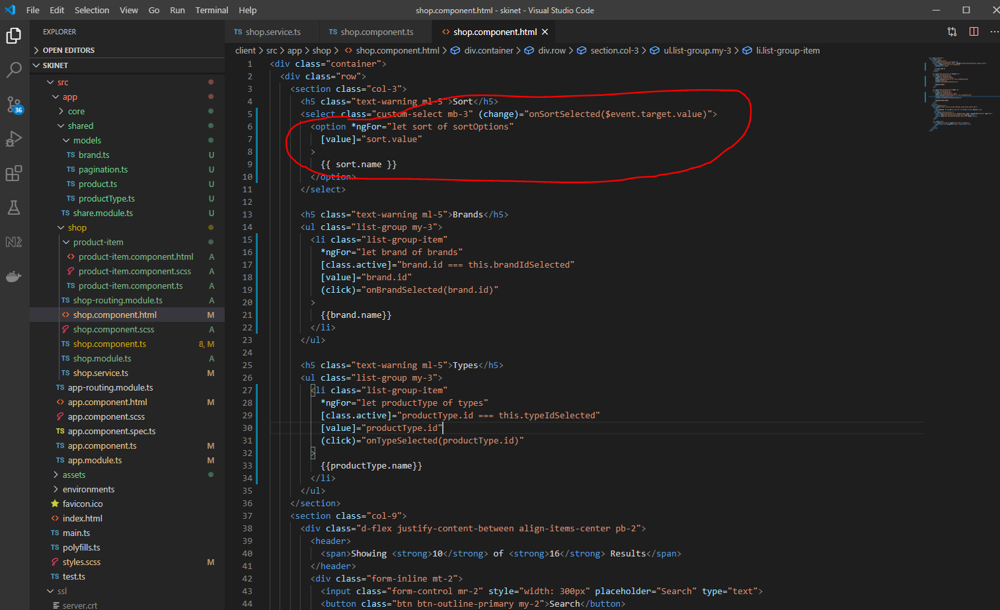 File Edit Selection View Go Run Terminal Help
shop.component.html - skinet - Visual Studio Code
EXPLORER
OPEN EDITORS
SKINET
src
app
core
shared
models
TS brand.ts U
TS pagination.ts U
TS product.ts U
TS productType.ts U
TS share.module.ts U
shop
product-item
<> product-item.component.html A
product-item.component.scss A
TS product-item.component.ts A
TS shop-routing.module.ts A
<> shop.component.html M
shop.component.scss A
TS shop.component.ts 8, M
TS shop.module.ts A
TS shop.service.ts M
TS app-routing.module.ts
<> app.component.html M
app.component.scss
TS app.component.spec.ts
TS app.component.ts M
TS app.module.ts M
assets
environments
favicon.ico
<> index.html
TS main.ts
TS polyfills.ts
styles.scss M
TS test.ts
ssl
server.crt
36
TS shop.service.ts
TS shop.component.ts
<> shop.component.html
client > src > app > shop > <> shop.component.html > div.container > div.row > section.col-3 > ul.list-group.my-3 > li.list-group-item
1 <div class="container">
2 <div class="row">
3 <section class="col-3">
4 <h5 class="text-warning ml-5">Sort</h5>
5 <select class="custom-select mb-3" (change)="onSortSelected($event.target.value)">
6 <option *ngFor="let sort of sortOptions"
7 [value]="sort.value"
8 >
9 {{ sort.name }}
10 </option>
11 </select>
12
13 <h5 class="text-warning ml-5">Brands</h5>
14 <ul class="list-group my-3">
15 <li class="list-group-item"
16 *ngFor="let brand of brands"
17 [class.active]="brand.id === this.brandIdSelected"
18 [value]="brand.id"
19 (click)="onBrandSelected(brand.id)"
20 >
21 {{brand.name}}
22 </li>
23 </ul>
24
25 <h5 class="text-warning ml-5">Types</h5>
26 <ul class="list-group my-3">
27 <li class="list-group-item"
28 *ngFor="let productType of types"
29 [class.active]="productType.id === this.typeIdSelected"
30 [value]="productType.id"
31 (click)="onTypeSelected(productType.id)"
32 >
33 {{productType.name}}
34 </li>
35 </ul>
36 </section>
37 <section class="col-9">
38 <div class="d-flex justify-content-between align-items-center pb-2">
39 <header>
40 <span>Showing <strong>10</strong> of <strong>16</strong> Results</span>
41 </header>
42 <div class="form-inline mt-2">
43 <input class="form-control mr-2" style="width: 300px" placeholder="Search" type="text">
44 <button class="btn btn-outline-primary my-2">Search</button>